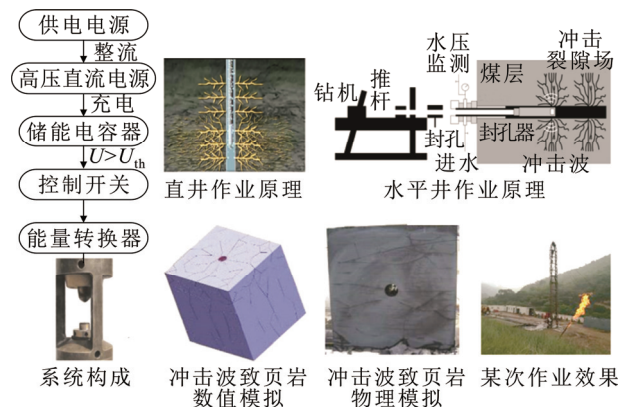 供电电源
整流
高压直流电源
充电
储能电容器
U>Uth
控制开关
能量转换器
系统构成
直井作业原理
钻机
推杆
水压监测
煤层
冲击
裂隙场
封孔
进水
封孔器
冲击波
水平井作业原理
冲击波致页岩
数值模拟
冲击波致页岩
物理模拟
某次作业效果